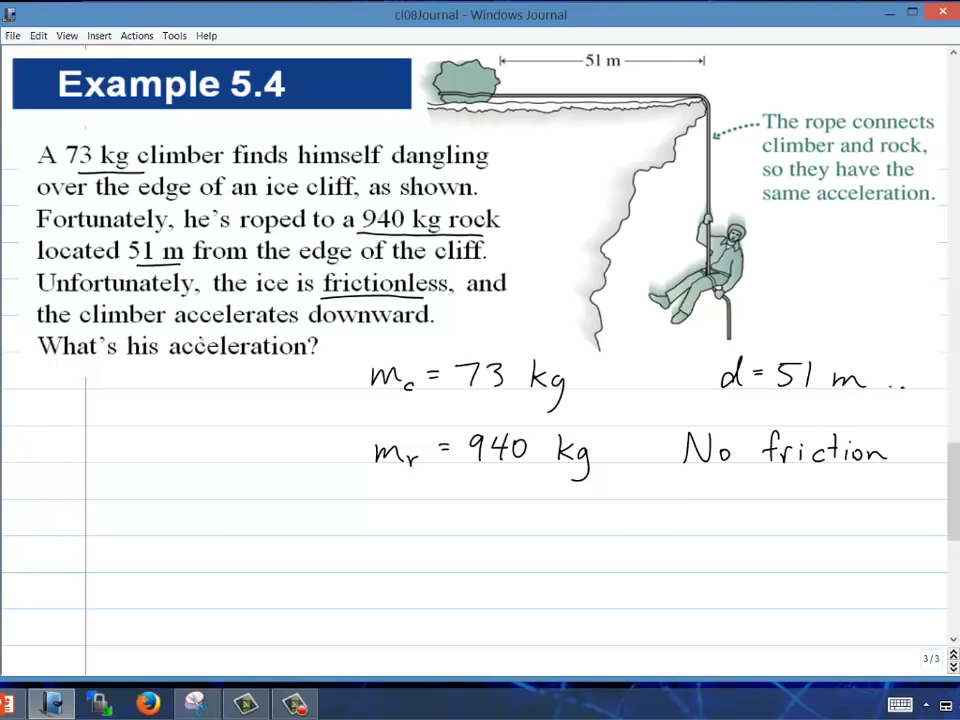 cl08Journal - Windows Journal
File Edit View Insert Actions Tools Help
Example 5.4
51 m
A 73 kg climber finds himself dangling
over the edge of an ice cliff, as shown.
Fortunately, he's roped to a 940 kg rock
located 51 m from the edge of the cliff.
Unfortunately, the ice is frictionless, and
the climber accelerates downward.
What's his acceleration?
The rope connects
climber and rock,
so they have the
same acceleration.
m_c = 73 kg d = 51 m ..
m_r = 940 kg No friction
3/3